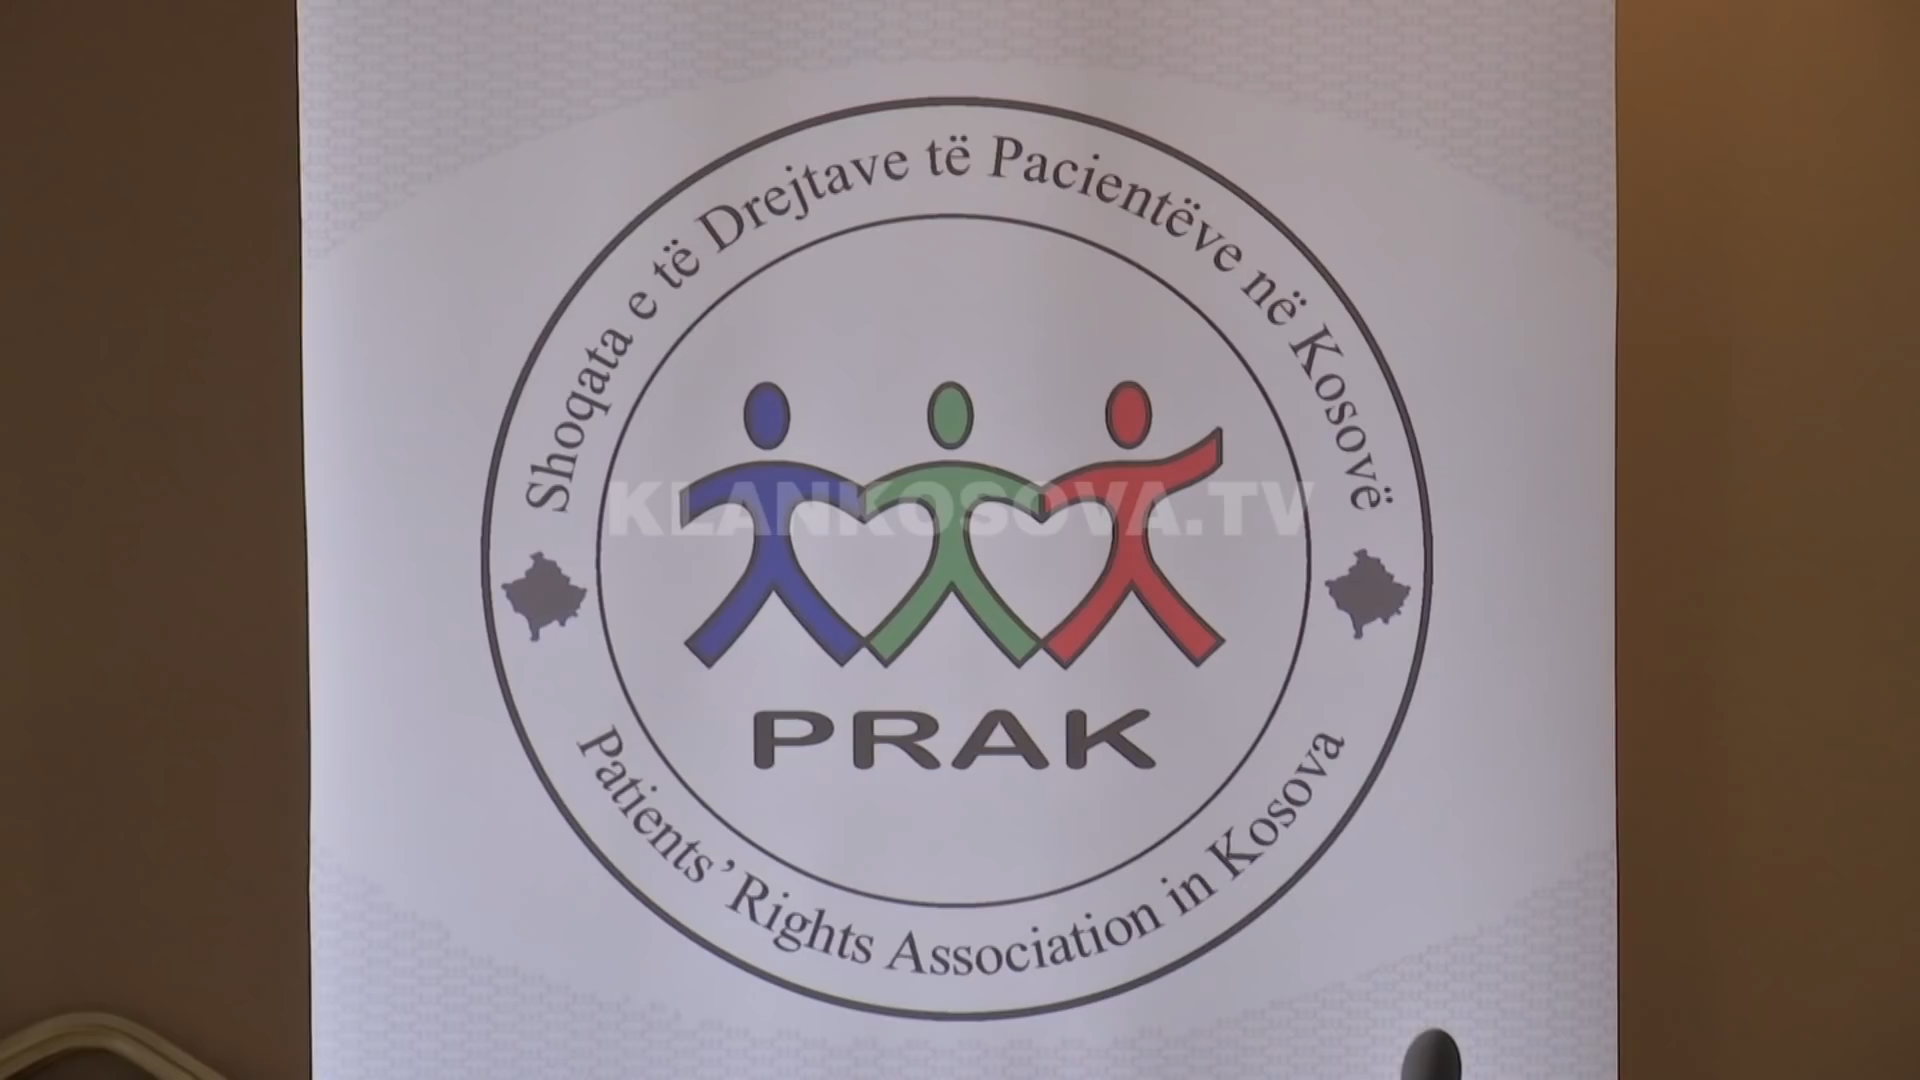 Shoqata e të Drejtave të Pacientëve në Kosovë
KLANKOSOVA.TV
PRAK
Patients' Rights Association in Kosova